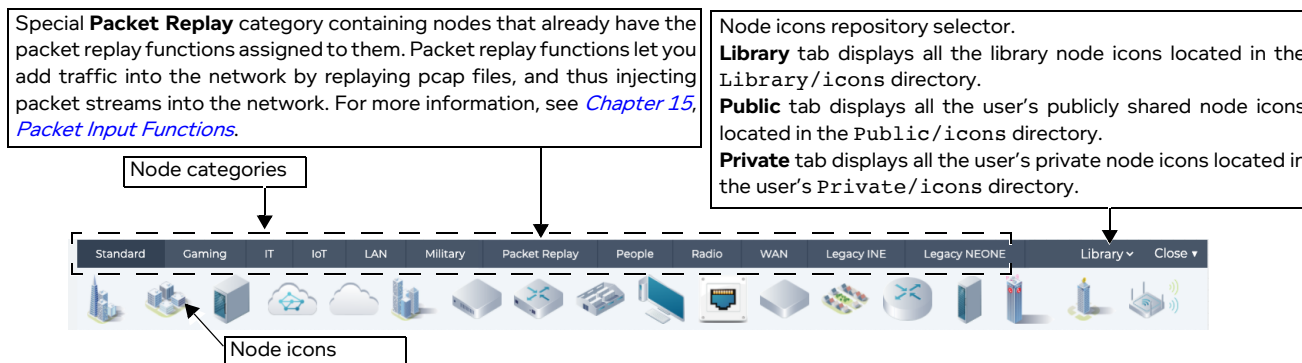 Special Packet Replay category containing nodes that already have the
packet replay functions assigned to them. Packet replay functions let you
add traffic into the network by replaying pcap files, and thus injecting
packet streams into the network. For more information, see Chapter 15,
Packet Input Functions.
Node icons repository selector.
Library tab displays all the library node icons located in the
Library/icons directory.
Public tab displays all the user's publicly shared node icons
located in the Public/icons directory.
Private tab displays all the user's private node icons located in
the user's Private/icons directory.
Node categories
Standard Gaming IT IoT LAN Military Packet Replay People Radio WAN Legacy INE Legacy NEONE Library Close
Node icons